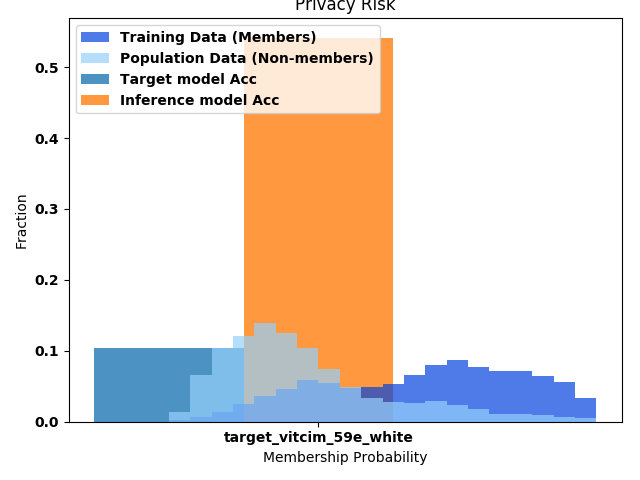 Privacy Risk
Training Data (Members)
Population Data (Non-members)
Target model Acc
Inference model Acc
0.5
0.4
0.3
0.2
0.1
0.0
Fraction
target_vitcim_59e_white
Membership Probability